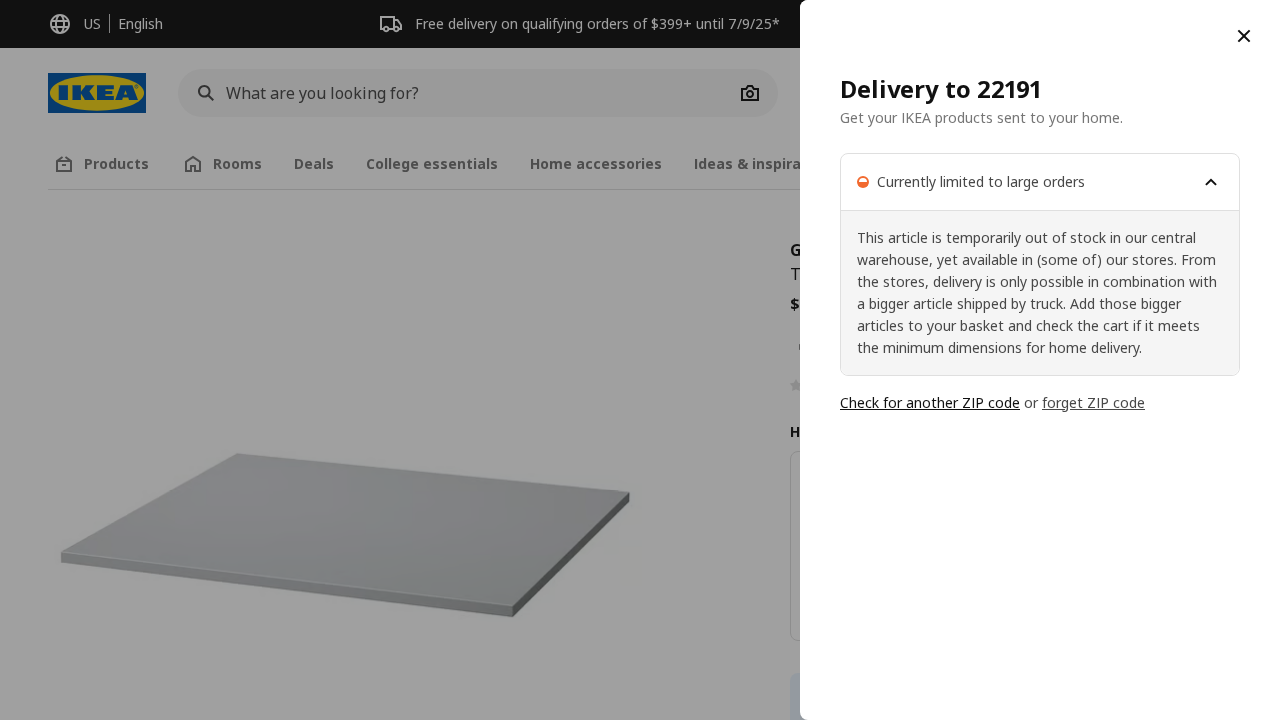 US English
Free delivery on qualifying orders of $399+ until 7/9/25*
IKEA
What are you looking for?
Products Rooms Deals College essentials Home accessories Ideas & inspira
G
T
$
H
Delivery to 22191
Get your IKEA products sent to your home.
Currently limited to large orders
This article is temporarily out of stock in our central
warehouse, yet available in (some of) our stores. From
the stores, delivery is only possible in combination with
a bigger article shipped by truck. Add those bigger
articles to your basket and check the cart if it meets
the minimum dimensions for home delivery.
Check for another ZIP code or forget ZIP code